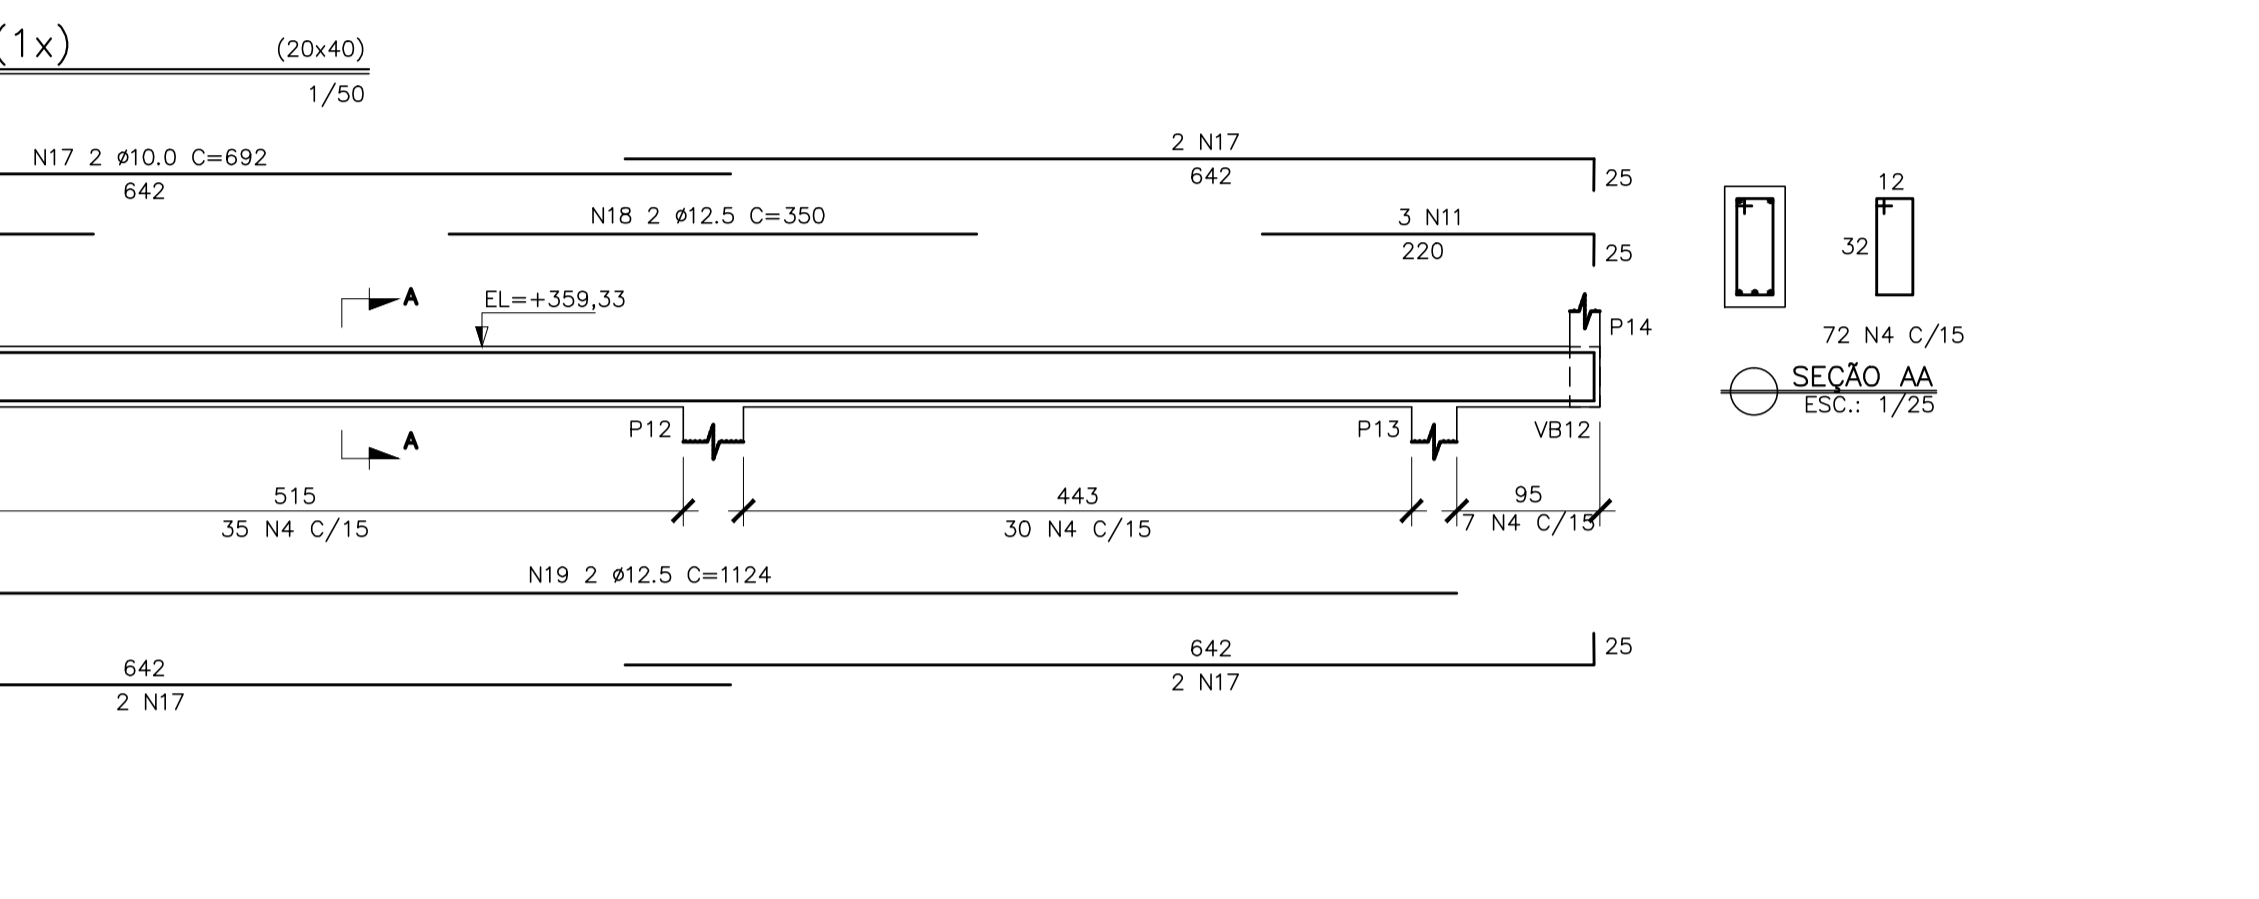 (1x)
(20x40)
1/50
2 N17
N17 2 ø10.0 C=692
642
642
25
12
N18 2 ø12.5 C=350
3 N11
220
25
32
A
EL=+359,33
P14
72 N4 C/15
SEÇÃO AA
ESC.: 1/25
A
P12
P13
VB12
515
443
95
35 N4 C/15
30 N4 C/15
7 N4 C/15
N19 2 ø12.5 C=1124
642
25
642
2 N17
2 N17